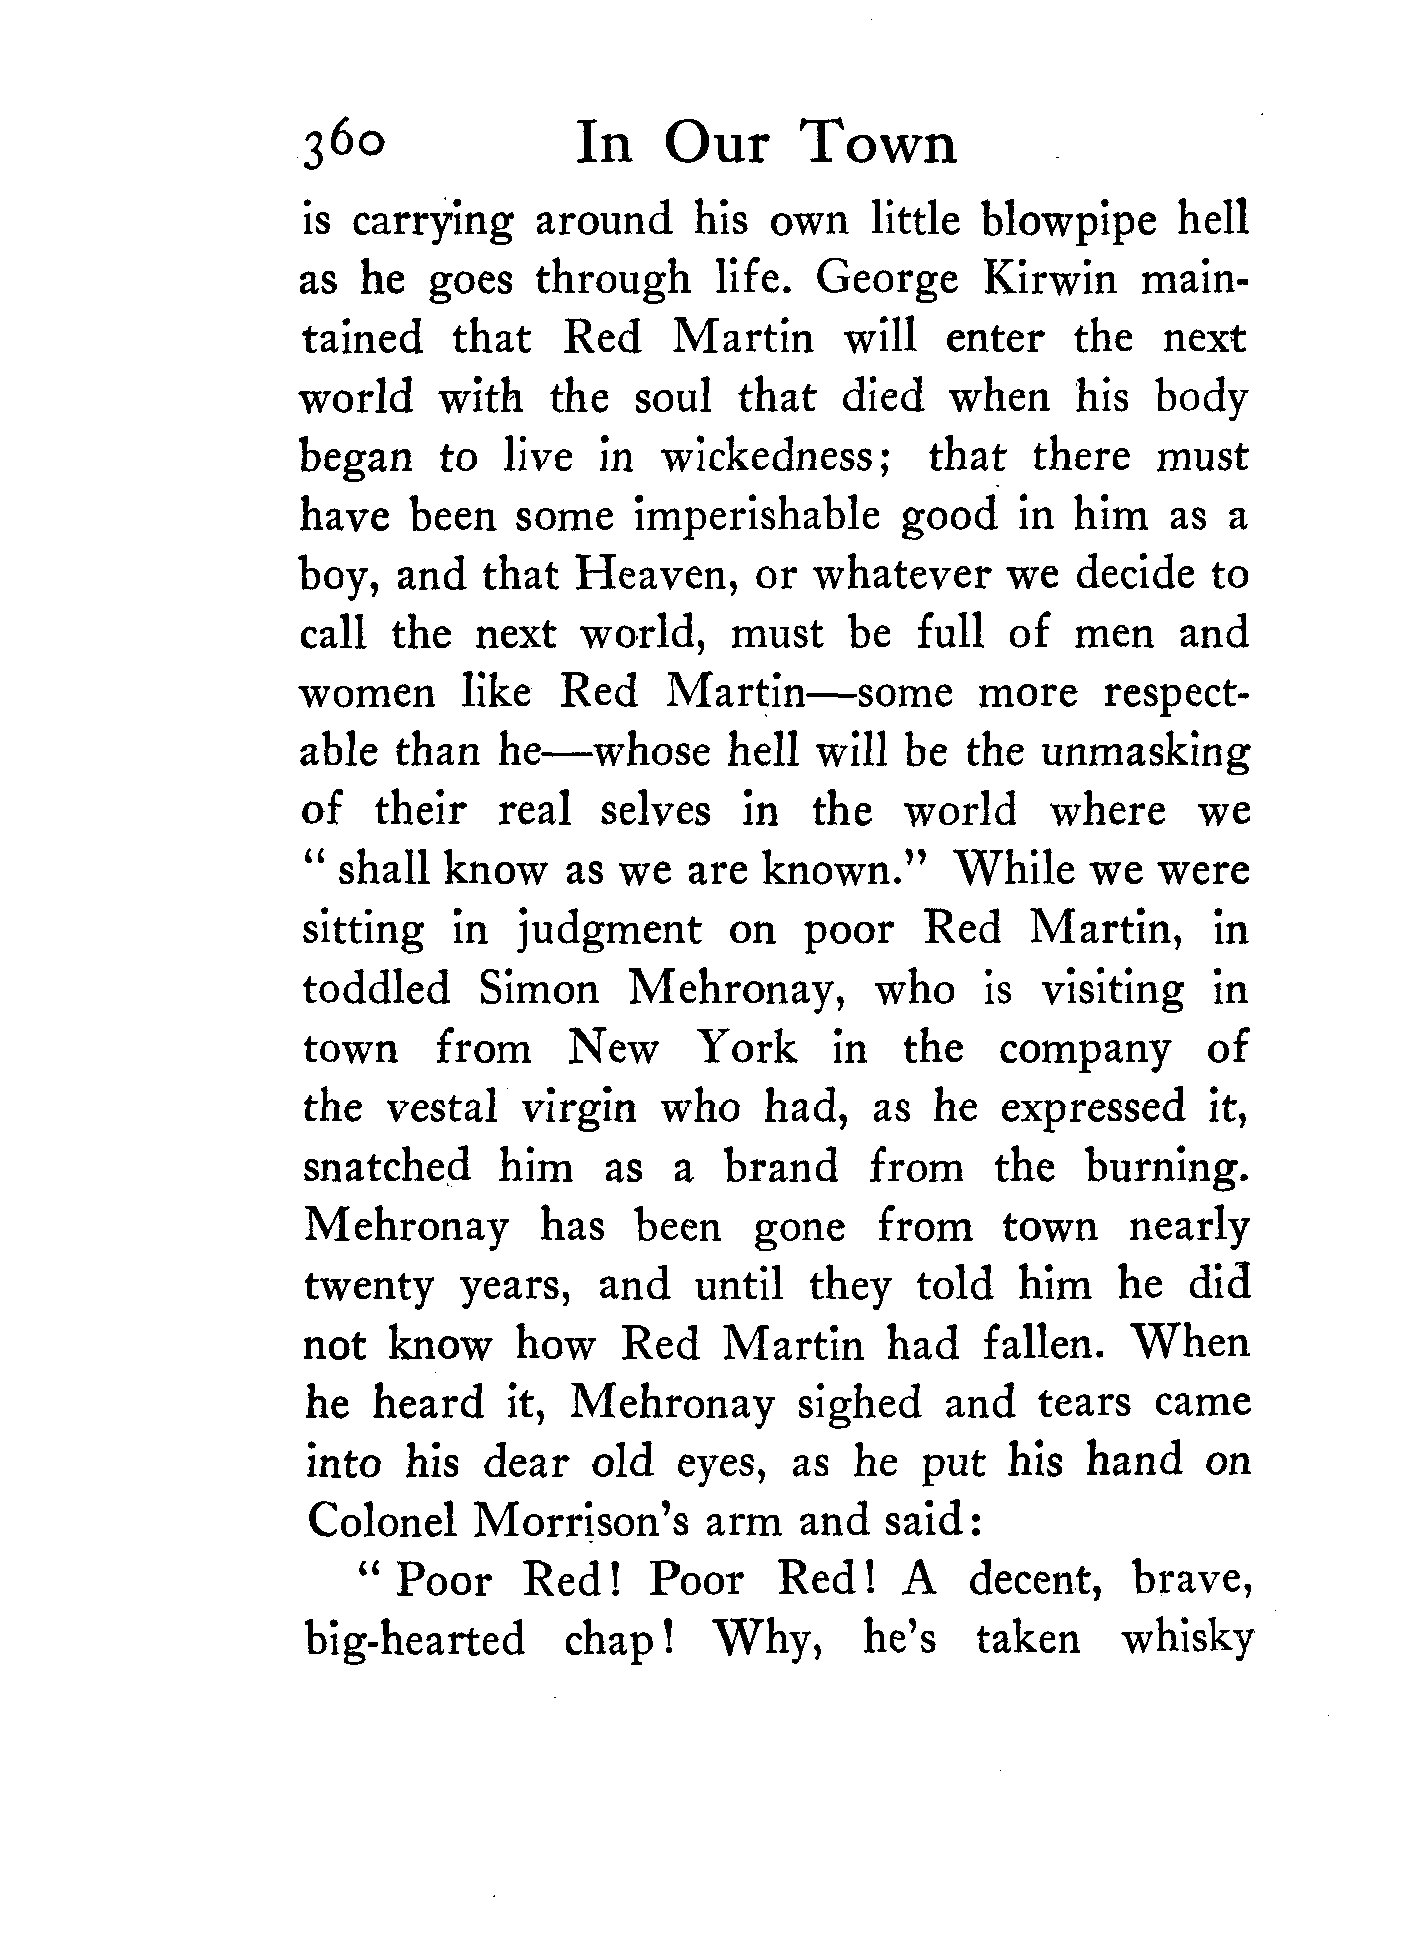 360 In Our Town
is carrying around his own little blowpipe hell
as he goes through life. George Kirwin main-
tained that Red Martin will enter the next
world with the soul that died when his body
began to live in wickedness; that there must
have been some imperishable good in him as a
boy, and that Heaven, or whatever we decide to
call the next world, must be full of men and
women like Red Martin—some more respect-
able than he—whose hell will be the unmasking
of their real selves in the world where we
“ shall know as we are known.” While we were
sitting in judgment on poor Red Martin, in
toddled Simon Mehronay, who is visiting in
town from New York in the company of
the vestal virgin who had, as he expressed it,
snatched him as a brand from the burning.
Mehronay has been gone from town nearly
twenty years, and until they told him he did
not know how Red Martin had fallen. When
he heard it, Mehronay sighed and tears came
into his dear old eyes, as he put his hand on
Colonel Morrison's arm and said:
“ Poor Red! Poor Red! A decent, brave,
big-hearted chap! Why, he's taken whisky